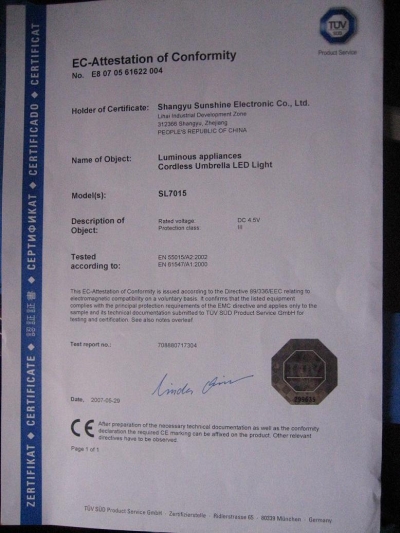 TÜV
SÜD
Product Service
EC-Attestation of Conformity
No. E8 07 05 61622 004
Holder of Certificate: Shangyu Sunshine Electronic Co., Ltd.
Lihai Industrial Development Zone
312366 Shangyu, Zhejiang
PEOPLE'S REPUBLIC OF CHINA
Name of Object: Luminous appliances
Cordless Umbrella LED Light
Model(s): SL7015
Description of Object: Rated voltage: DC 4.5V
Protection class: III
Tested according to: EN 55015/A2:2002
EN 61547/A1:2000
This EC-Attestation of Conformity is issued according to the Directive 89/336/EEC relating to
electromagnetic compatibility on a voluntary basis. It confirms that the listed equipment
complies with the principal protection requirements of the EMC directive and applies only to the
sample and its technical documentation submitted to TÜV SÜD Product Service GmbH for
testing and certification. See also notes overleaf.
Test report no.: 708880717304
Date, 2007-05-29
CE After preparation of the necessary technical documentation as well as the conformity
declaration the required CE marking can be affixed on the product. Other relevant
directives have to be observed.
Page 1 of 1
TÜV SÜD Product Service GmbH · Zertifizierstelle · Ridlerstrasse 65 · 80339 München · Germany
ZERTIFIKAT ◆ CERTIFICATE ◆ 認証証書 ◆ СЕРТИФИКАТ ◆ CERTIFICADO ◆ CERTIFICAT